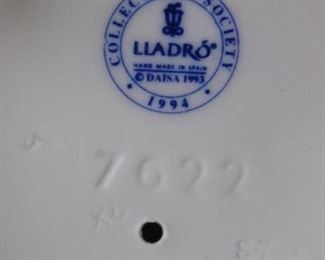 COLLECTORS SOCIETY
LLADRÓ®
HAND MADE IN SPAIN
© DAISA 1993
· 1994 ·
7622